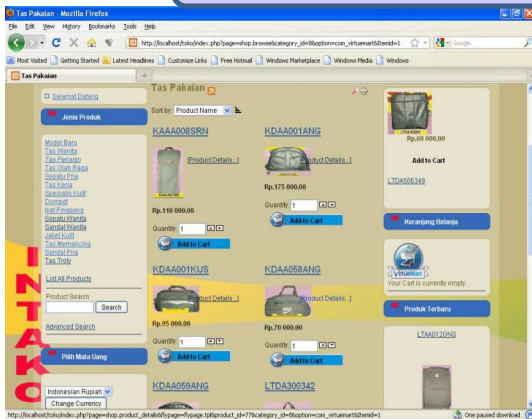 Tas Pakaian - Mozilla Firefox
File Edit View History Bookmarks Tools Help
http://localhost/toko/index.php?page=shop.browse&category_id=8&option=com_virtuemart&Itemid=1
Google
Most Visited Getting Started Latest Headlines Customize Links Free Hotmail Windows Marketplace Windows Media Windows
Tas Pakaian
Selamat Datang
Jenis Produk
Model Baru
Tas Wanita
Tas Pakaian
Tas Olah Raga
Sepatu Pria
Tas Kerja
Spesialis Kulit
Dompet
Ikat Pinggang
Sepatu Wanita
Sandal Wanita
Jaket Kulit
Tas Memancing
Sandal Pria
Tas Troly
List All Products
Product Search
Search
Advanced Search
Pilih Mata Uang
Indonesian Rupiah
Change Currency
INTAKO
Tas Pakaian
Sort by: Product Name
KAAA008SRN
[Product Details...]
Rp.110 000.00
Quantity: 1
Add to Cart
KDAA001ANG
[Product Details...]
Rp.175 000.00
Quantity: 1
Add to Cart
KDAA001KUS
[Product Details...]
Rp.95 000.00
Quantity: 1
Add to Cart
KDAA058ANG
[Product Details...]
Rp.70 000.00
Quantity: 1
Add to Cart
KDAA059ANG
LTDA300342
Rp.60 000.00
Add to Cart
LTDA506349
Keranjang Belanja
VirtueMart
Your Cart is currently empty.
Produk Terbaru
LTAA012GNS
http://localhost/toko/index.php?page=shop.product_details&flypage=flypage.tpl&product_id=77&category_id=8&option=com_virtuemart&Itemid=1
One paused download